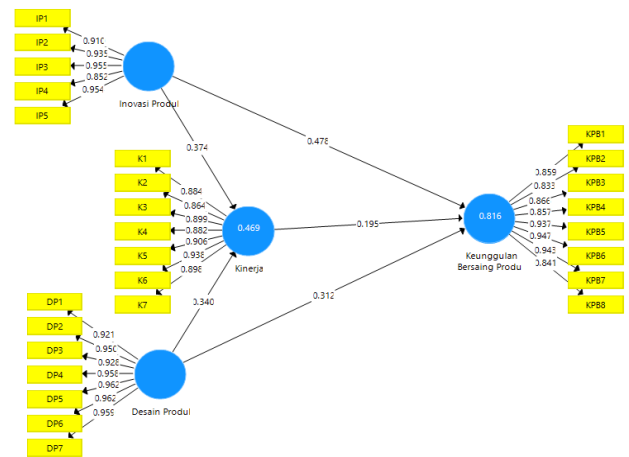 IP1
IP2
IP3
IP4
IP5
0.910
0.935
0.955
0.852
0.954
Inovasi Produl
0.374
0.478
K1
K2
K3
K4
K5
K6
K7
0.884
0.864
0.899
0.882
0.906
0.938
0.898
0.469
Kinerja
0.195
0.340
0.312
DP1
DP2
DP3
DP4
DP5
DP6
DP7
0.921
0.950
0.928
0.958
0.962
0.962
0.959
Desain Produl
0.816
Keunggulan
Bersaing Produ
0.859
0.833
0.866
0.857
0.937
0.947
0.943
0.841
KPB1
KPB2
KPB3
KPB4
KPB5
KPB6
KPB7
KPB8